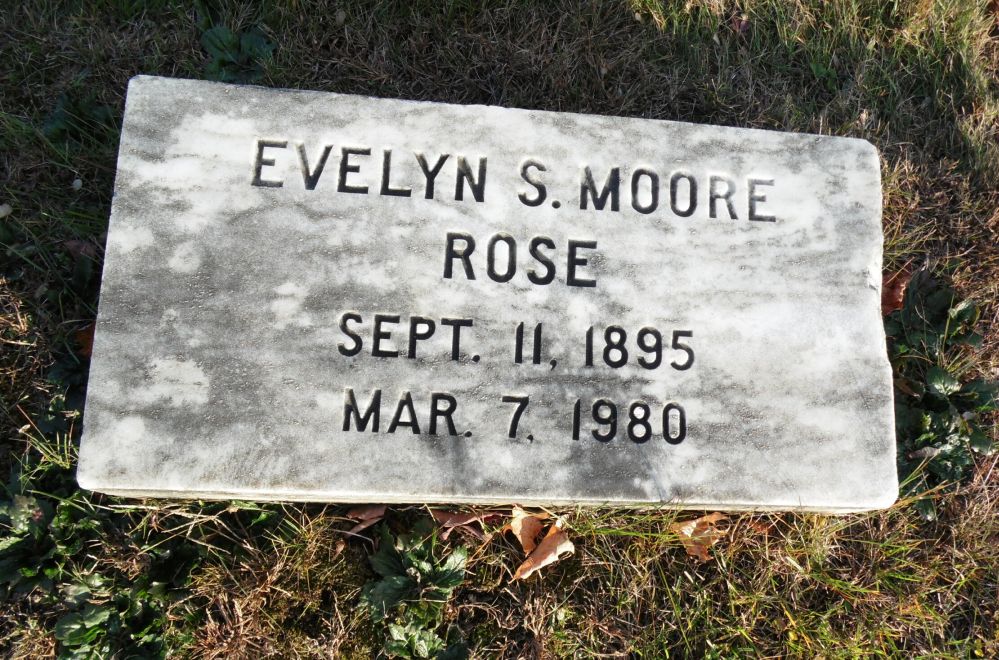 EVELYN S. MOORE
ROSE
SEPT. 11, 1895
MAR. 7, 1980